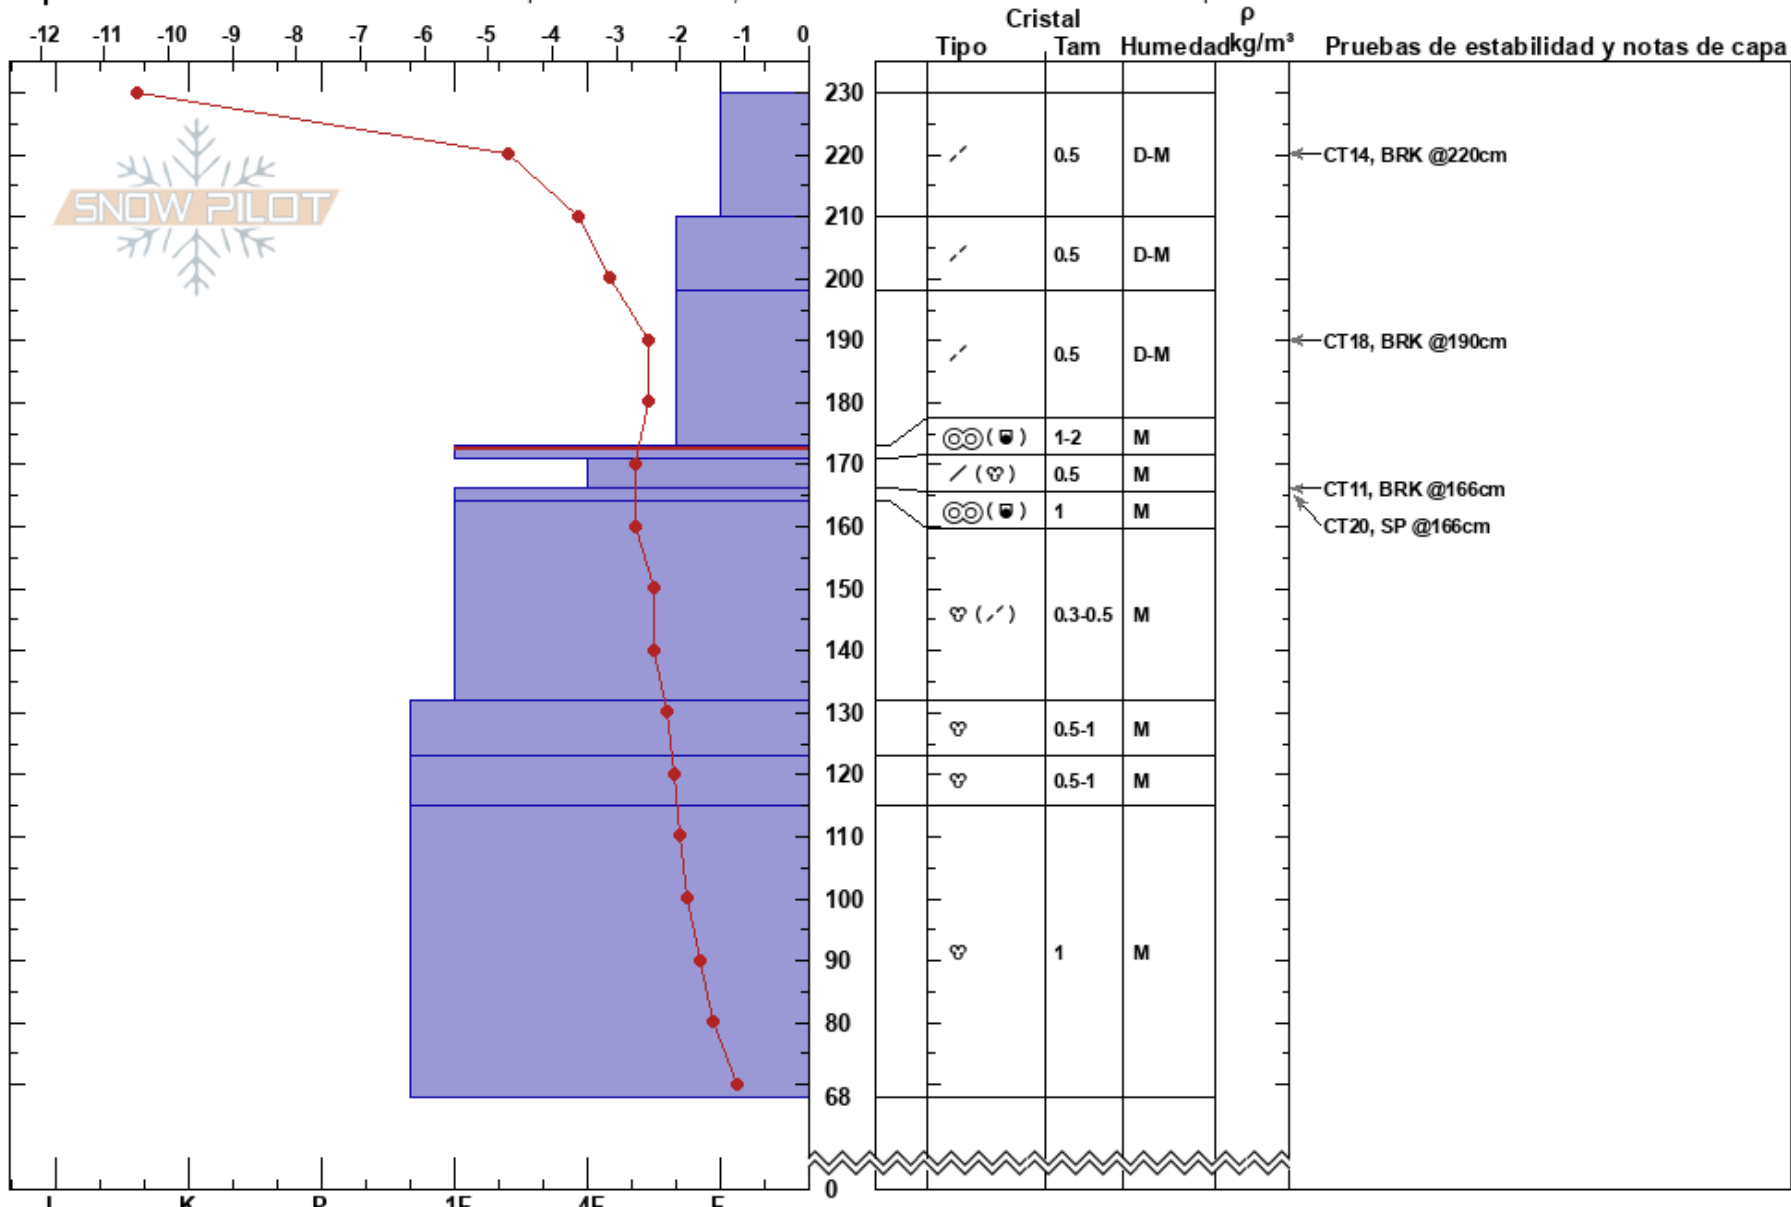 Cristal ρ
-12 -11 -10 -9 -8 -7 -6 -5 -4 -3 -2 -1 0 Tipo Tam Humedad kg/m³ Pruebas de estabilidad y notas de capa
230
SNOW PILOT
220 0.5 D-M CT14, BRK @220cm
210
200 0.5 D-M
190 0.5 D-M CT18, BRK @190cm
180
( ) 1-2 M
170 ( ) 0.5 M
CT11, BRK @166cm
( ) 1 M
160 CT20, SP @166cm
150 ( ) 0.3-0.5 M
140
130 0.5-1 M
120 0.5-1 M
110
100
90 1 M
80
68
0
I K P 1F 4F F